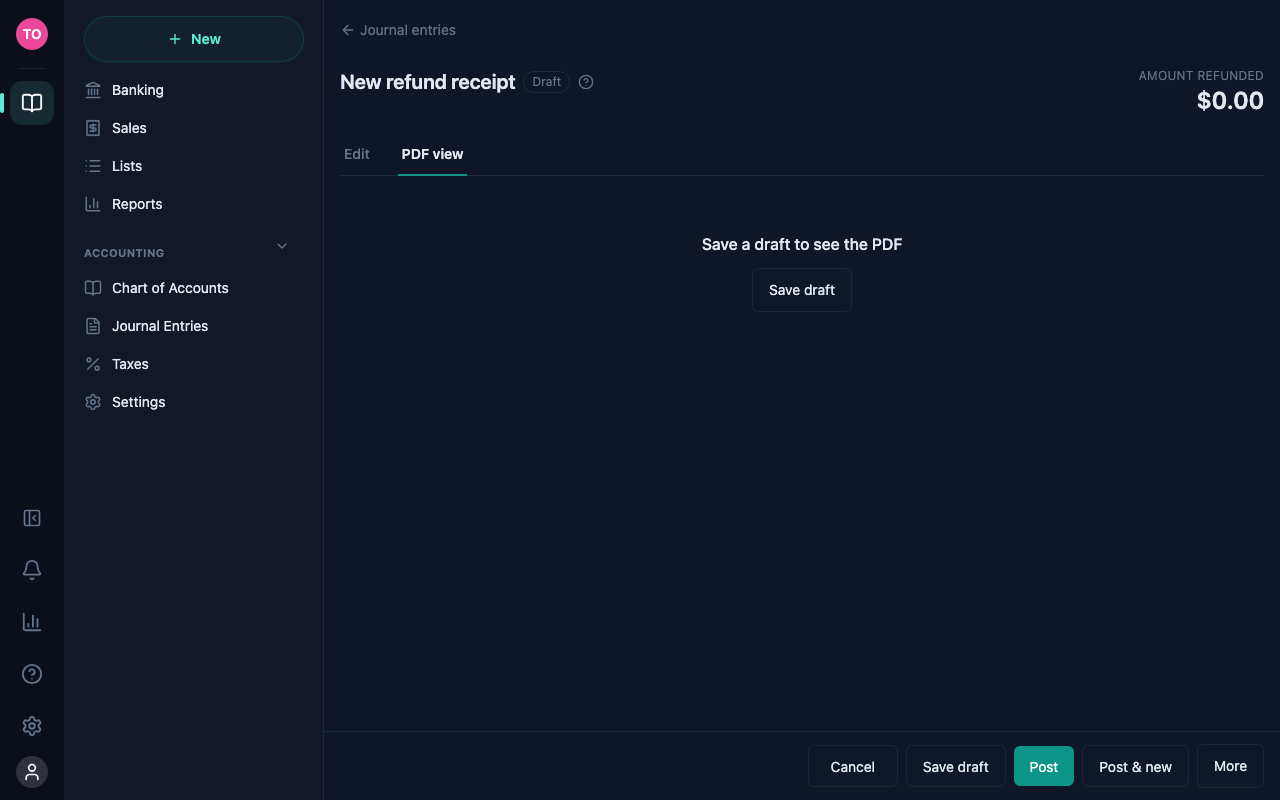 TO
New
Banking
Sales
Lists
Reports
ACCOUNTING
Chart of Accounts
Journal Entries
Taxes
Settings
Journal entries
New refund receipt
Draft
AMOUNT REFUNDED
$0.00
Edit
PDF view
Save a draft to see the PDF
Save draft
Cancel
Save draft
Post
Post & new
More